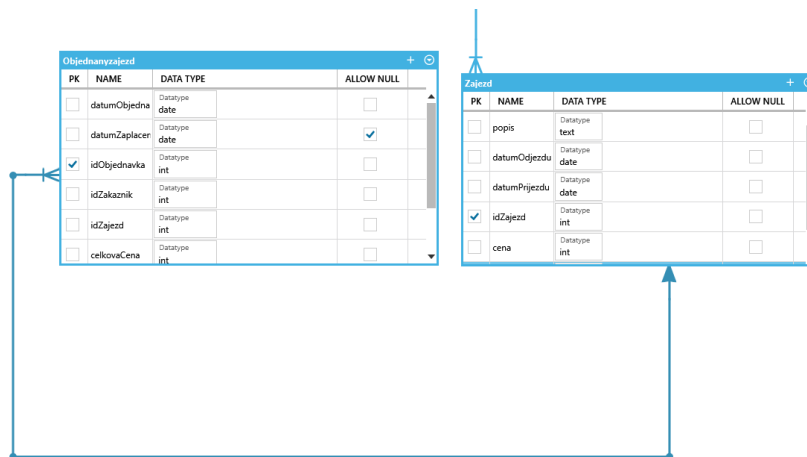 Objednanyzajezd
PK NAME DATA TYPE ALLOW NULL
datumObjedna Datatype date
datumZaplacen Datatype date
idObjednavka Datatype int
idZakaznik Datatype int
idZajezd Datatype int
celkovaCena Datatype int
Zajezd
PK NAME DATA TYPE ALLOW NULL
popis Datatype text
datumOdjezdu Datatype date
datumPrijezdu Datatype date
idZajezd Datatype int
cena Datatype int